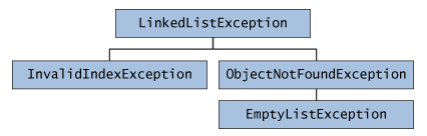 LinkedListException
InvalidIndexException
ObjectNotFoundException
EmptyListException